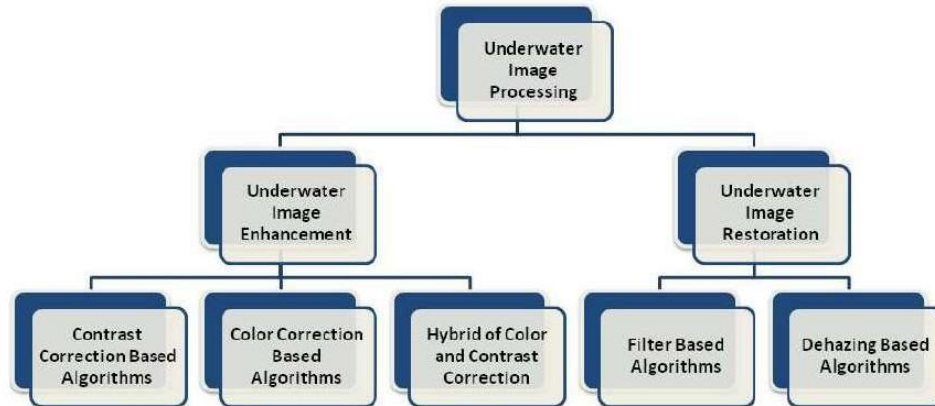 Underwater
Image
Processing
Underwater
Image
Enhancement
Underwater
Image
Restoration
Contrast
Correction Based
Algorithms
Color Correction
Based
Algorithms
Hybrid of Color
and Contrast
Correction
Filter Based
Algorithms
Dehazing Based
Algorithms